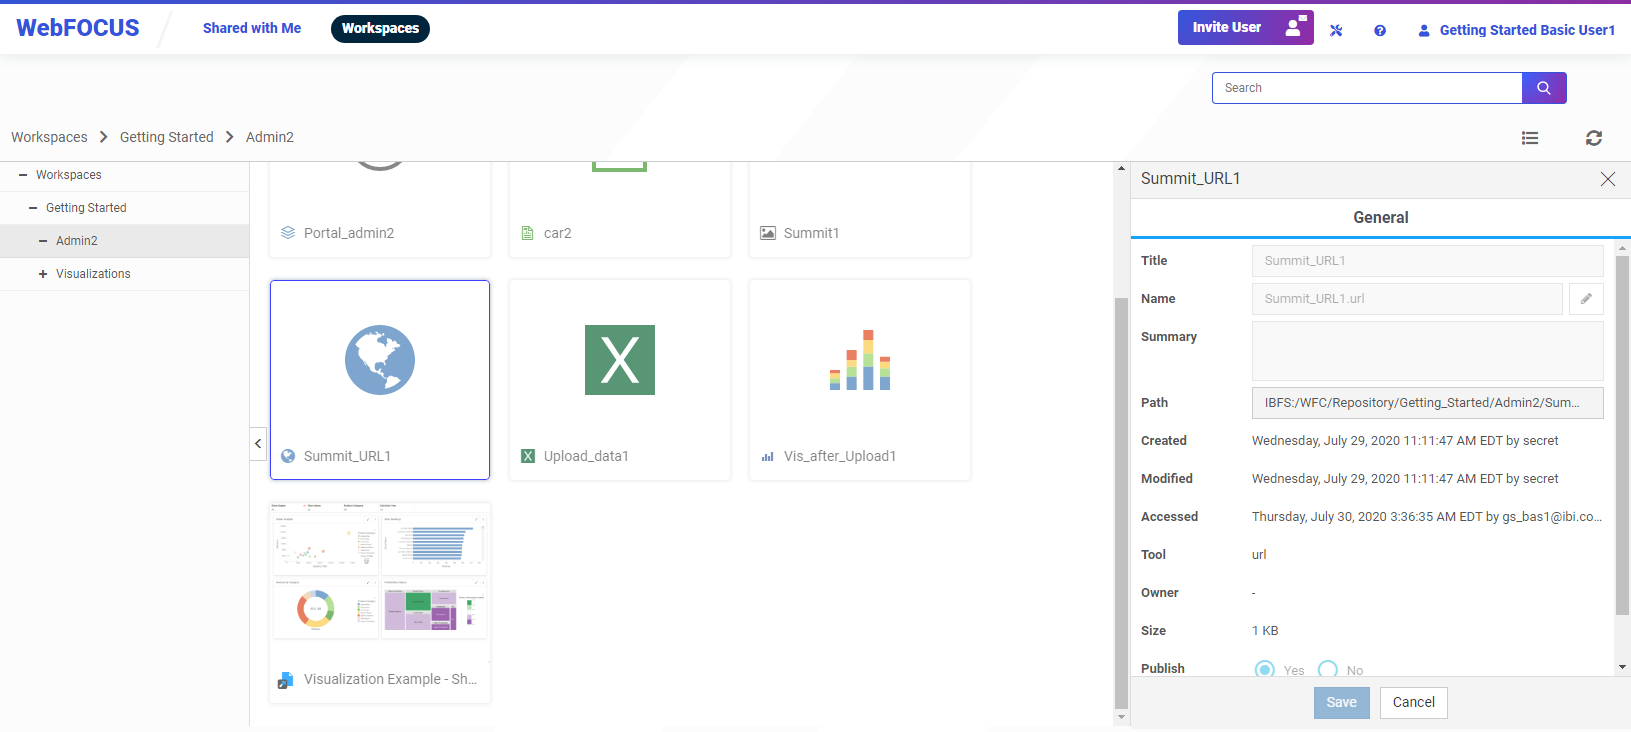 WebFOCUS
Shared with Me
Workspaces
Invite User
Getting Started Basic User1
Search
Workspaces > Getting Started > Admin2
Workspaces
Getting Started
Admin2
Visualizations
Portal_admin2
car2
Summit1
Summit_URL1
Upload_data1
Vis_after_Upload1
Visualization Example - Sh...
Summit_URL1
General
Title Summit_URL1
Name Summit_URL1.url
Summary
Path IBFS:/WFC/Repository/Getting_Started/Admin2/Sum...
Created Wednesday, July 29, 2020 11:11:47 AM EDT by secret
Modified Wednesday, July 29, 2020 11:11:47 AM EDT by secret
Accessed Thursday, July 30, 2020 3:36:35 AM EDT by gs_bas1@ibi.co...
Tool url
Owner -
Size 1 KB
Publish Yes No
Save Cancel